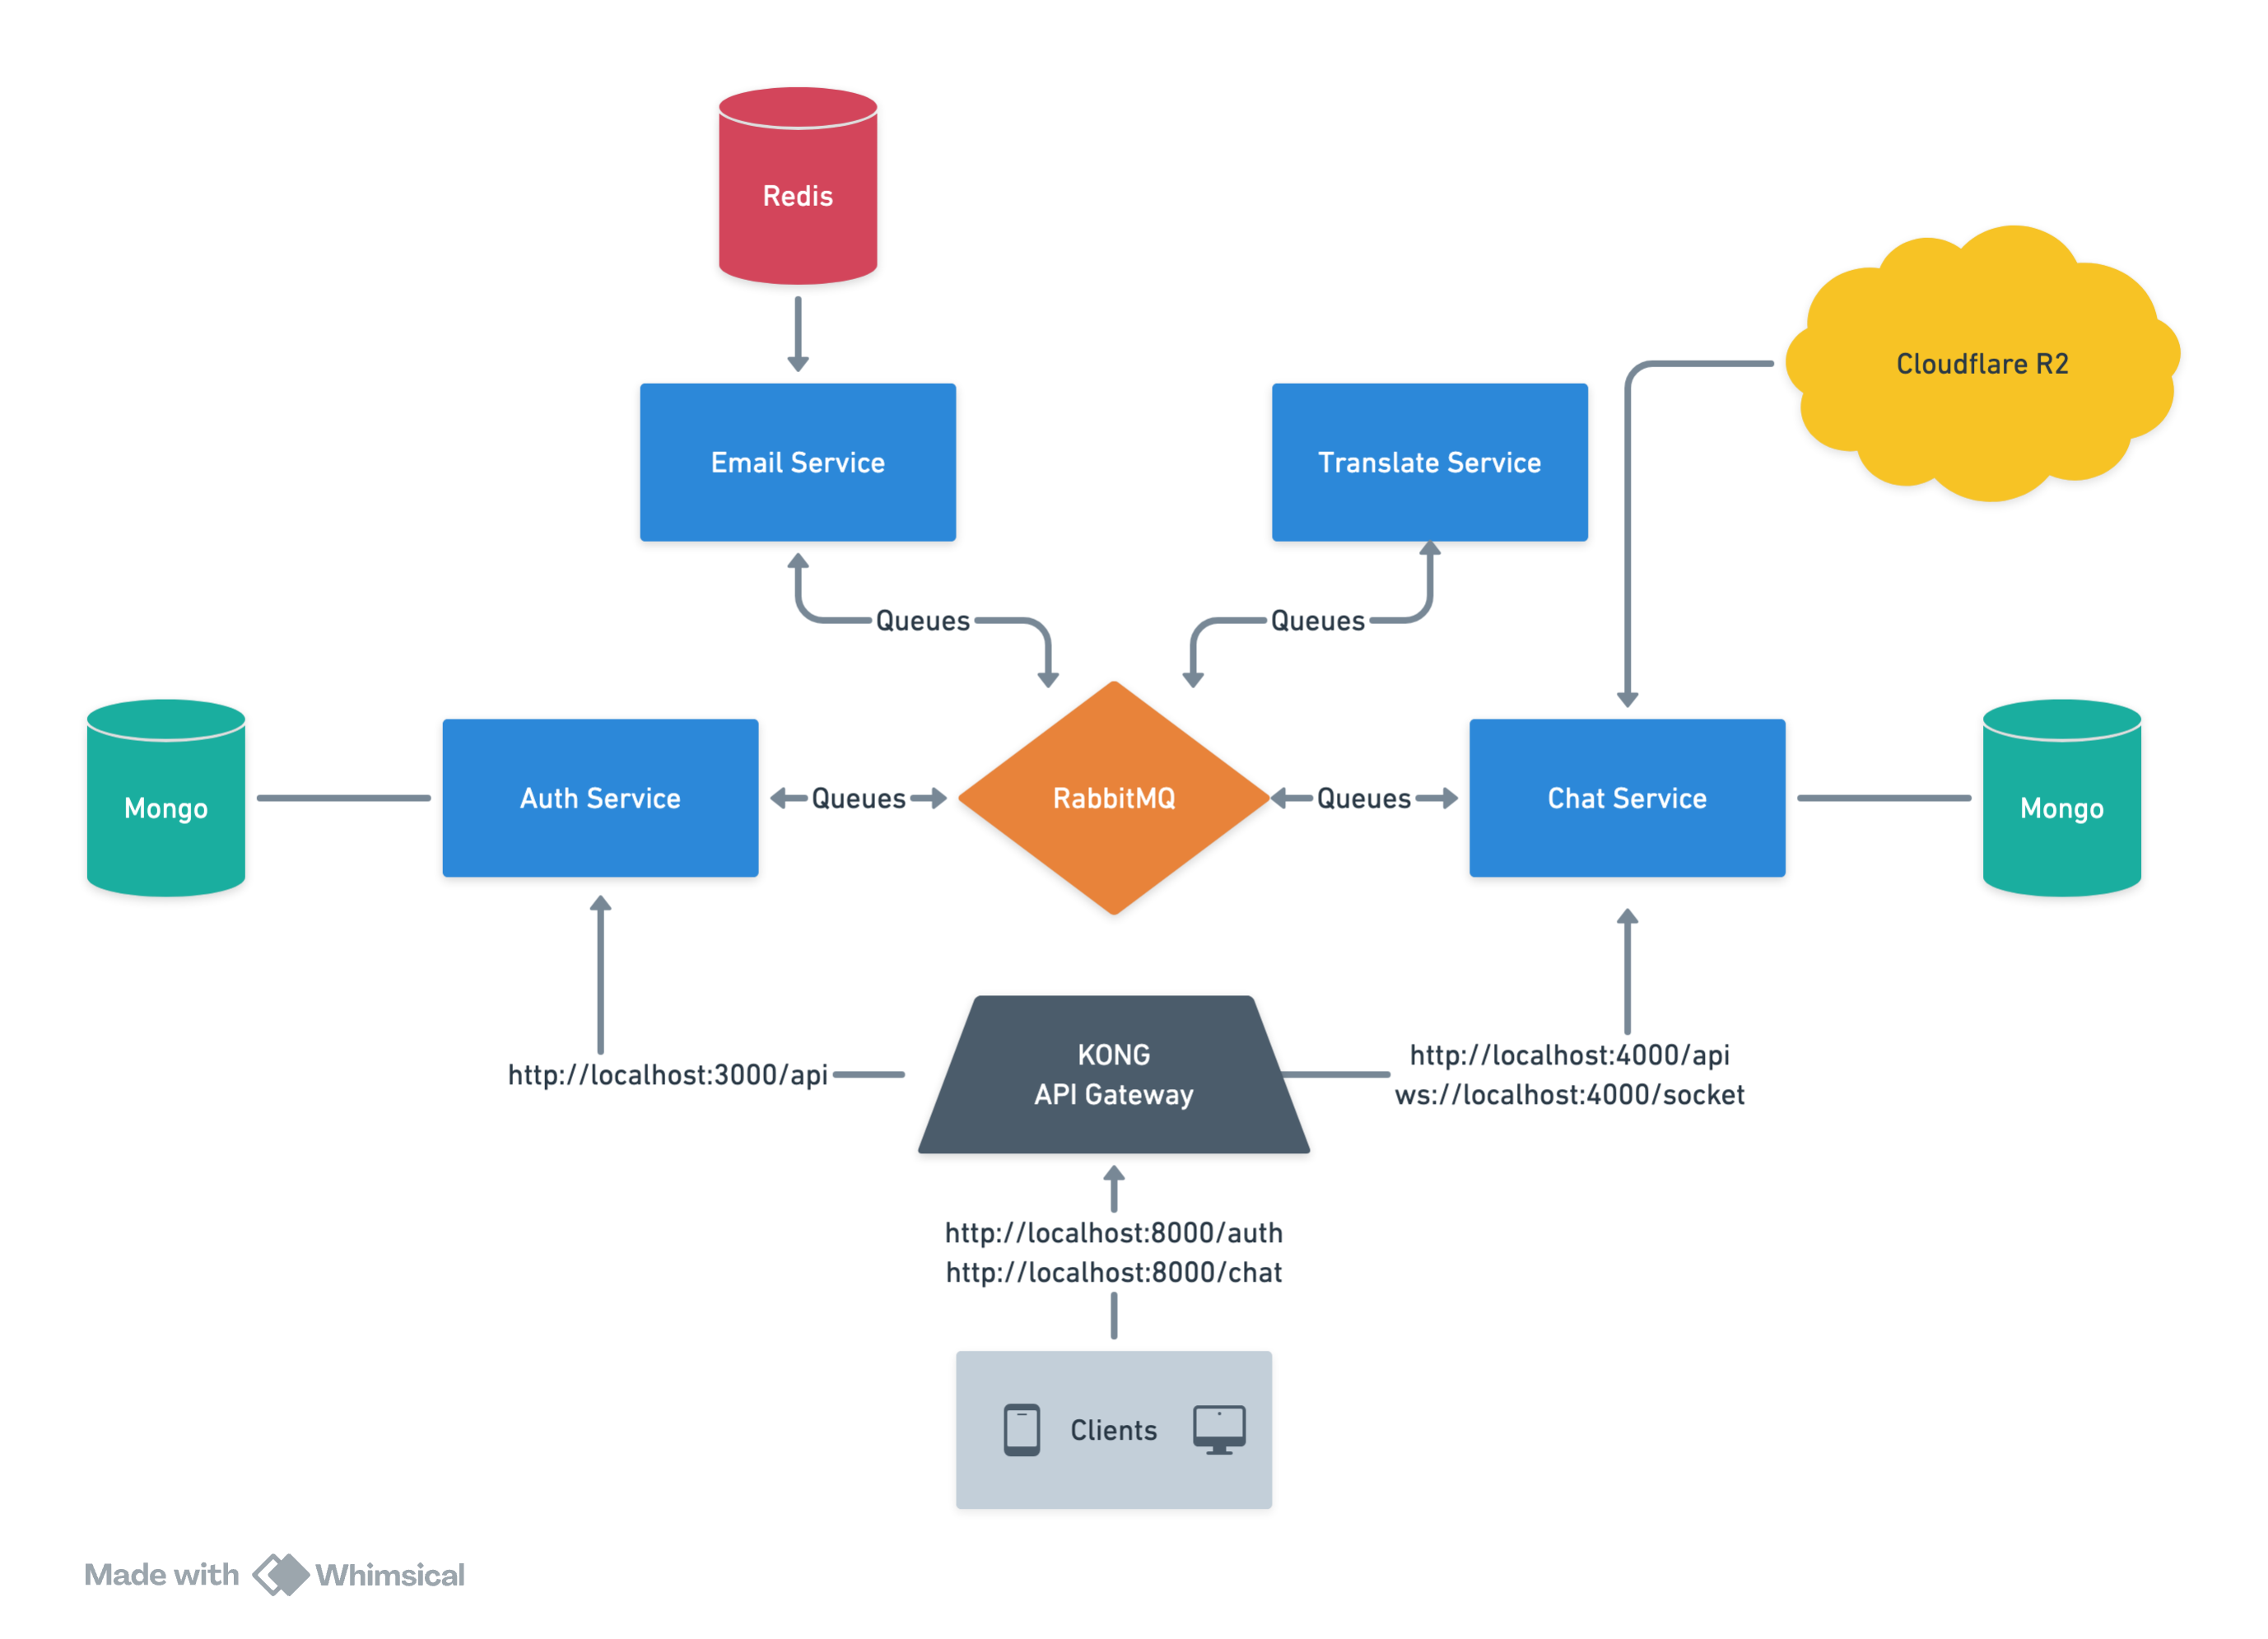 Redis
Cloudflare R2
Email Service
Translate Service
Queues
Queues
Mongo
Auth Service
Queues
RabbitMQ
Queues
Chat Service
Mongo
KONG
API Gateway
http://localhost:3000/api
http://localhost:4000/api
ws://localhost:4000/socket
http://localhost:8000/auth
http://localhost:8000/chat
Clients
Made with Whimsical